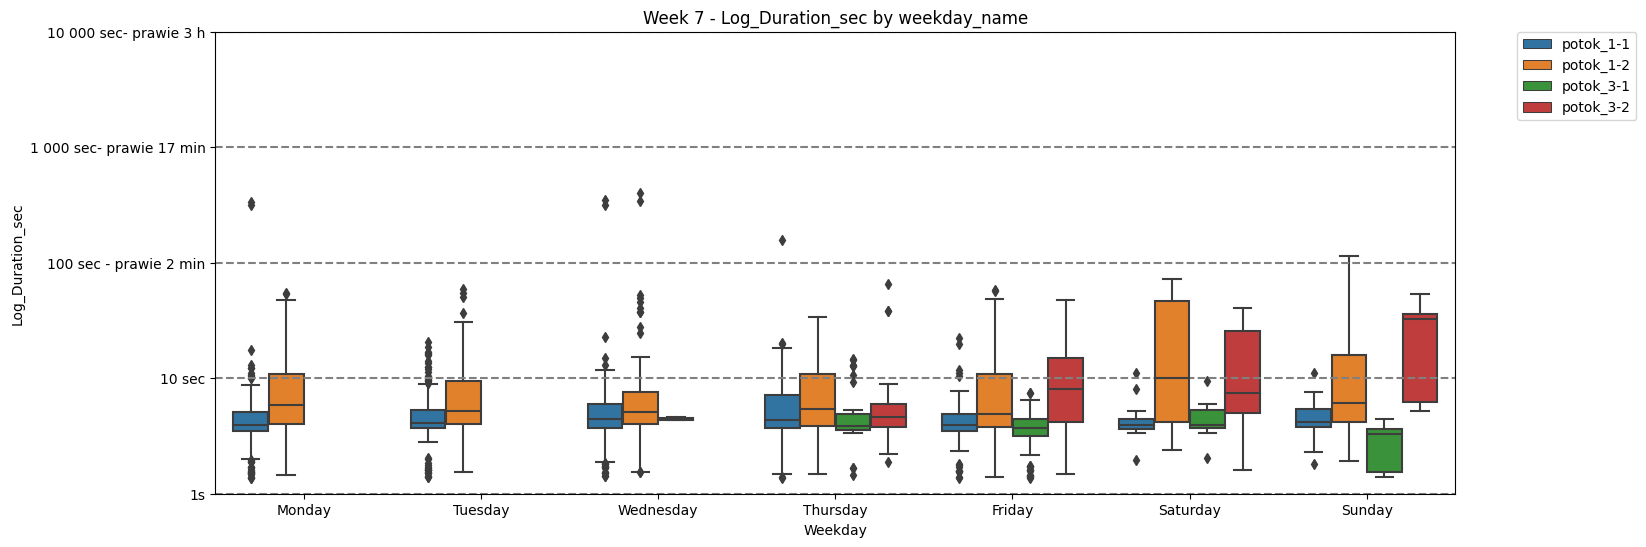 Week 7 - Log_Duration_sec by weekday_name
10 000 sec- prawie 3 h
1 000 sec- prawie 17 min
100 sec - prawie 2 min
10 sec
1s
Log_Duration_sec
Monday
Tuesday
Wednesday
Thursday
Friday
Saturday
Sunday
Weekday
potok_1-1
potok_1-2
potok_3-1
potok_3-2